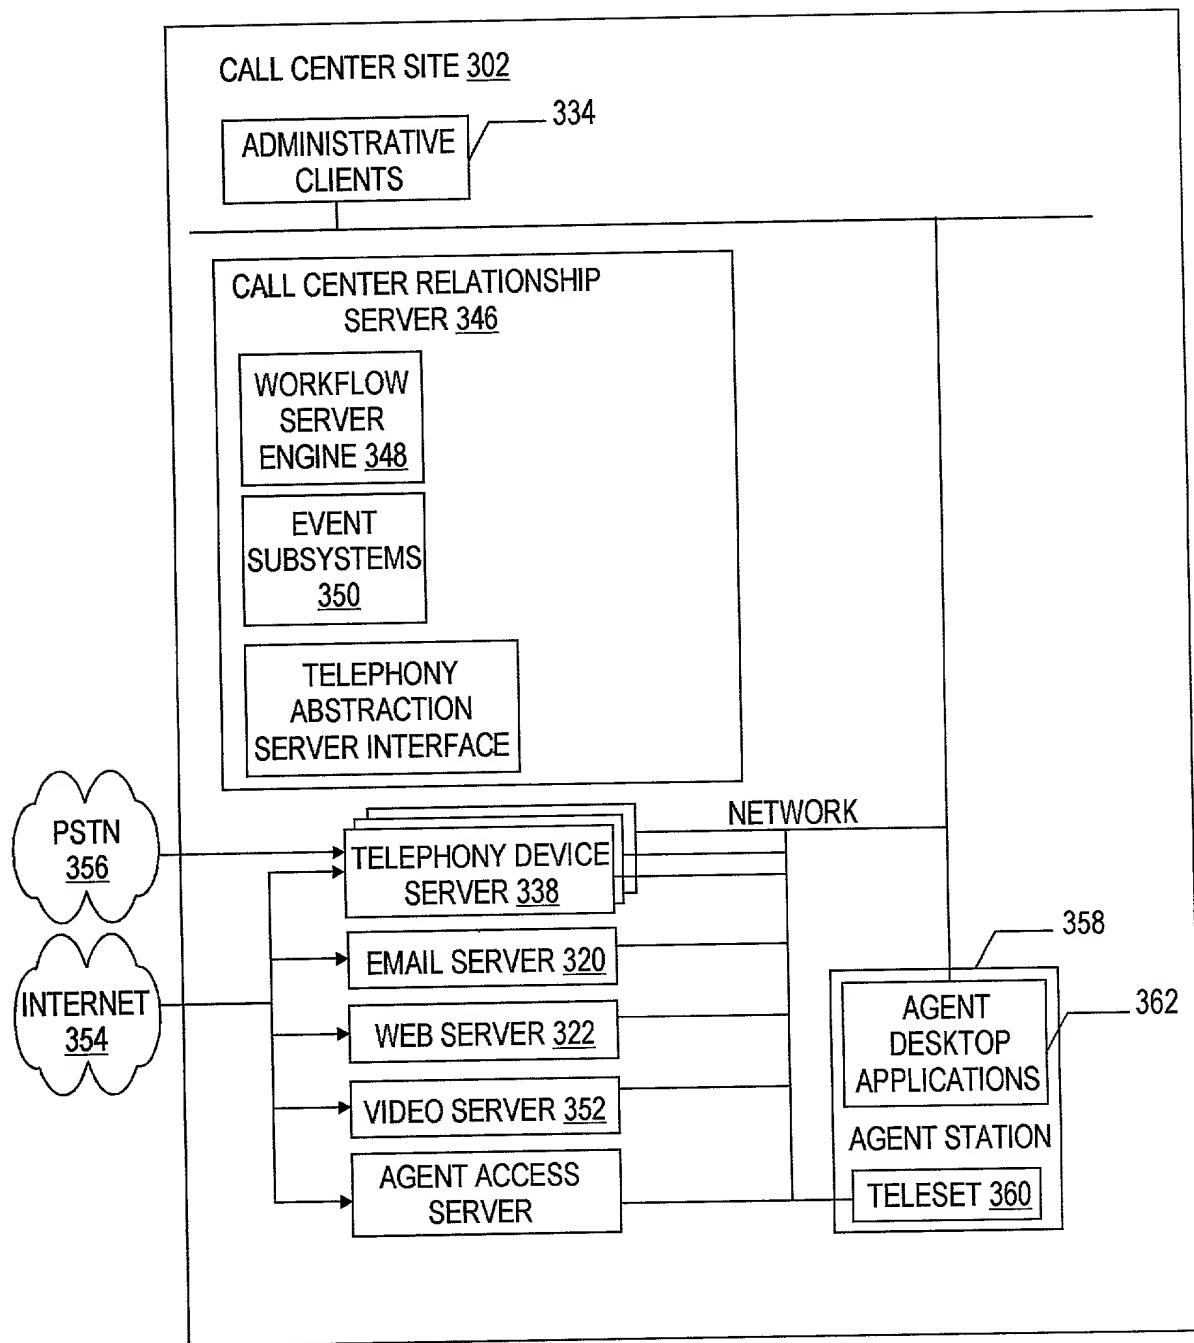 CALL CENTER SITE 302
334
ADMINISTRATIVE
CLIENTS
CALL CENTER RELATIONSHIP
SERVER 346
WORKFLOW
SERVER
ENGINE 348
EVENT
SUBSYSTEMS
350
TELEPHONY
ABSTRACTION
SERVER INTERFACE
PSTN
356
NETWORK
TELEPHONY DEVICE
SERVER 338
INTERNET
354
EMAIL SERVER 320
WEB SERVER 322
VIDEO SERVER 352
AGENT ACCESS
SERVER
358
362
AGENT
DESKTOP
APPLICATIONS
AGENT STATION
TELESET 360